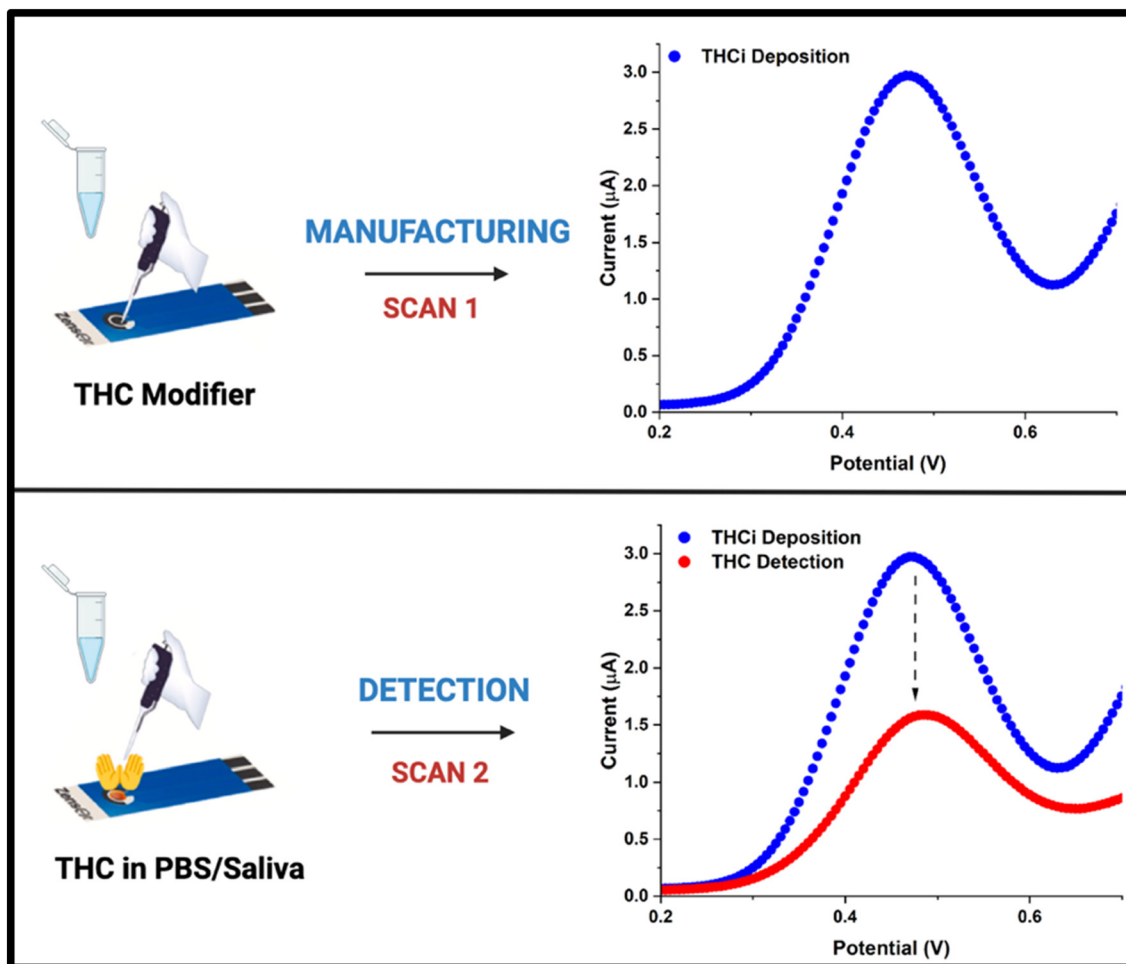 THCi Deposition
3.0
2.5
2.0
1.5
1.0
0.5
0.0
Current (μA)
0.2
0.4
0.6
Potential (V)
MANUFACTURING
SCAN 1
THC Modifier
THCi Deposition
THC Detection
3.0
2.5
2.0
1.5
1.0
0.5
0.0
Current (μA)
0.2
0.4
0.6
Potential (V)
DETECTION
SCAN 2
THC in PBS/Saliva